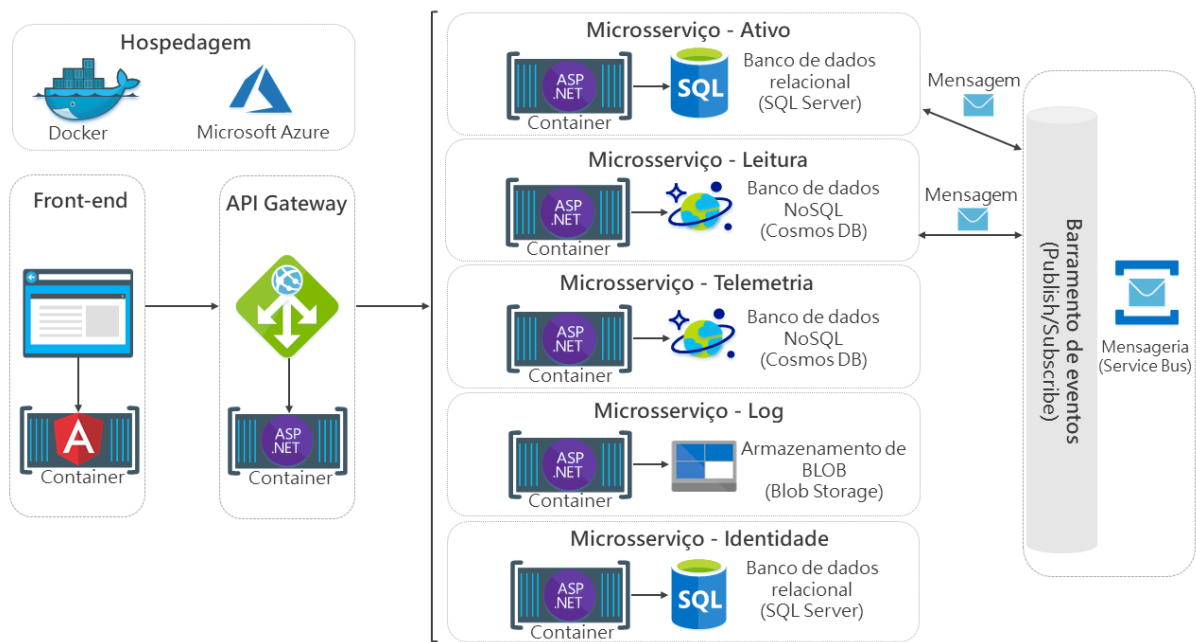 Hospedagem
Docker
Microsoft Azure
Front-end
A
Container
API Gateway
ASP
.NET
Container
Microsserviço - Ativo
ASP
.NET
Container
SQL
Banco de dados
relacional
(SQL Server)
Microsserviço - Leitura
ASP
.NET
Container
Banco de dados
NoSQL
(Cosmos DB)
Microsserviço - Telemetria
ASP
.NET
Container
Banco de dados
NoSQL
(Cosmos DB)
Microsserviço - Log
ASP
.NET
Container
Armazenamento de
BLOB
(Blob Storage)
Microsserviço - Identidade
ASP
.NET
Container
SQL
Banco de dados
relacional
(SQL Server)
Mensagem
Mensagem
Barramento de eventos
(Publish/Subscribe)
Mensageria
(Service Bus)